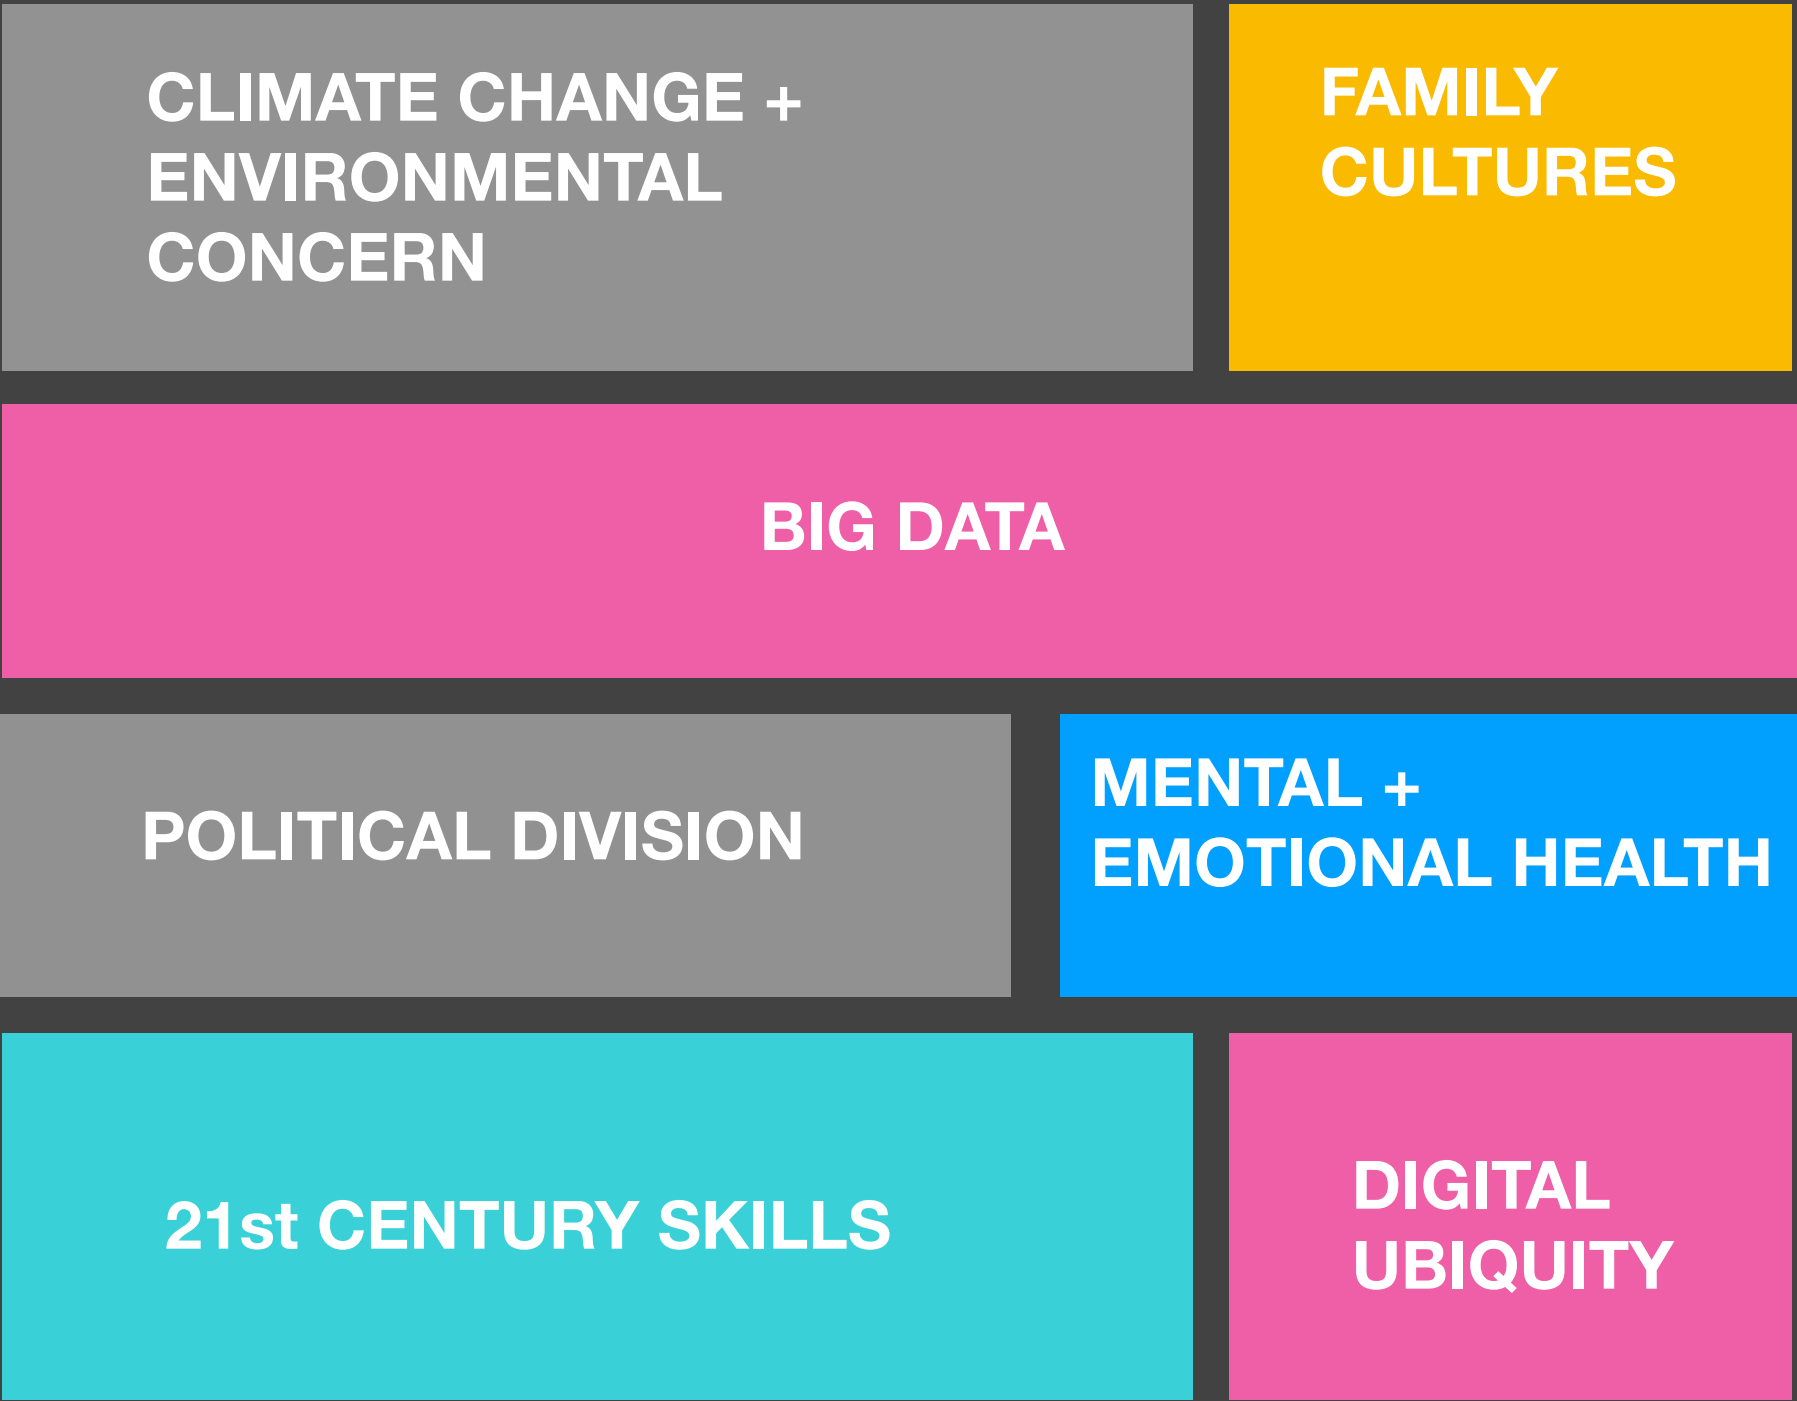 CLIMATE CHANGE +
ENVIRONMENTAL
CONCERN
FAMILY
CULTURES
BIG DATA
POLITICAL DIVISION
MENTAL +
EMOTIONAL HEALTH
21st CENTURY SKILLS
DIGITAL
UBIQUITY